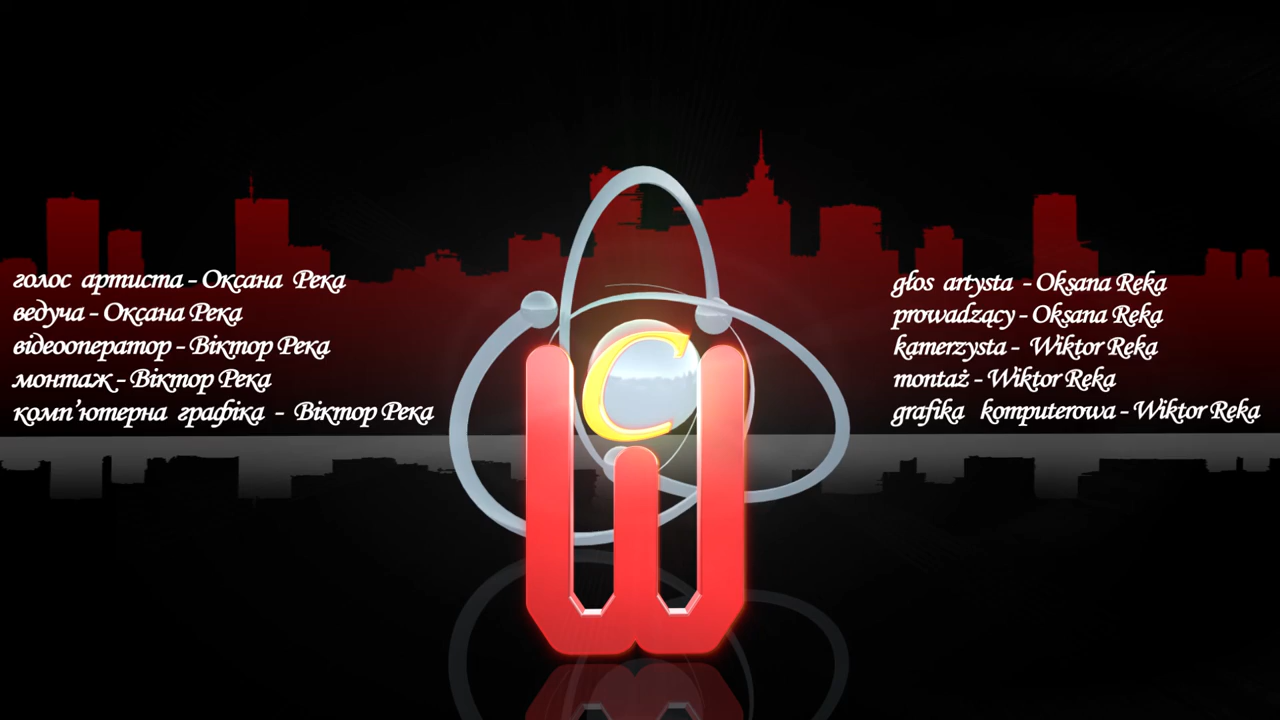 голос артиста - Оксана Река
ведуча - Оксана Река
відеооператор - Віктор Река
монтаж - Віктор Река
комп'ютерна графіка - Віктор Река
C
W
głos artysta - Oksana Reka
prowadzący - Oksana Reka
kamerzysta - Wiktor Reka
montaż - Wiktor Reka
grafika komputerowa - Wiktor Reka